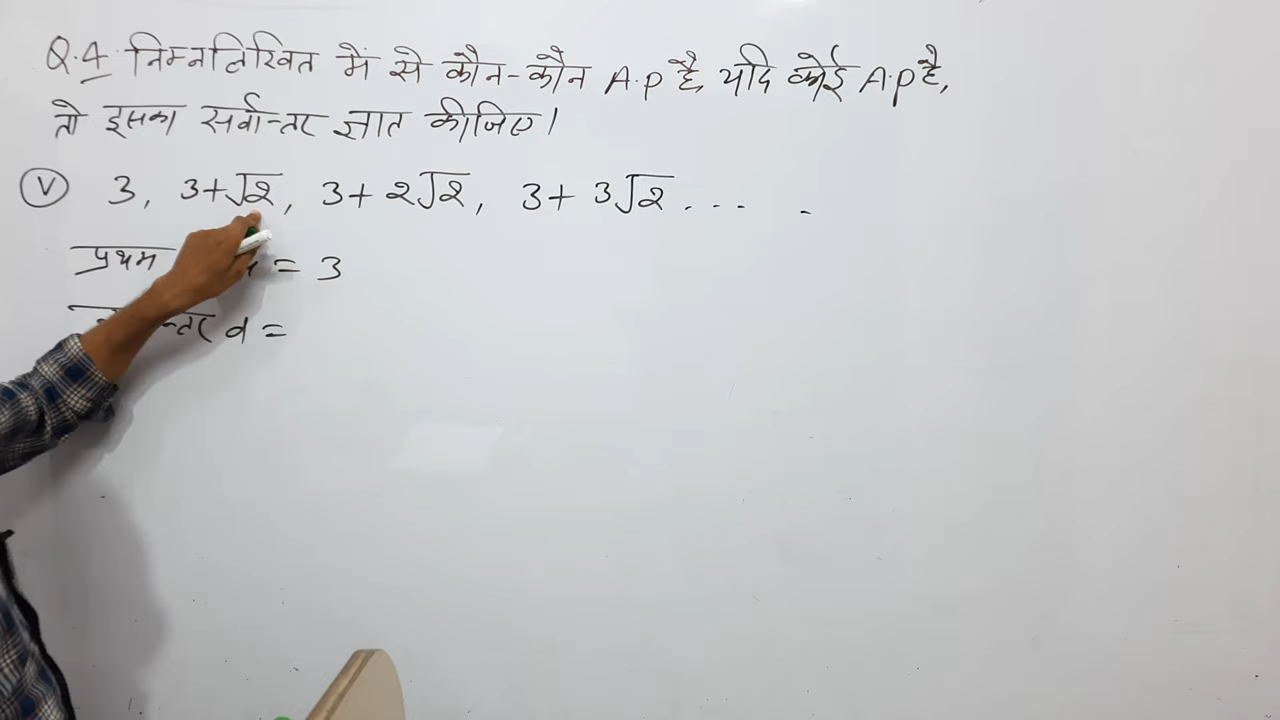 Q.4 निम्नलिखित में से कौन-कौन A.P है, यदि कोई A.P है,
तो इसका सर्वान्तर ज्ञात कीजिए।
(V) 3, 3+√2, 3+2√2, 3+3√2 ... .
प्रथम = 3
d =